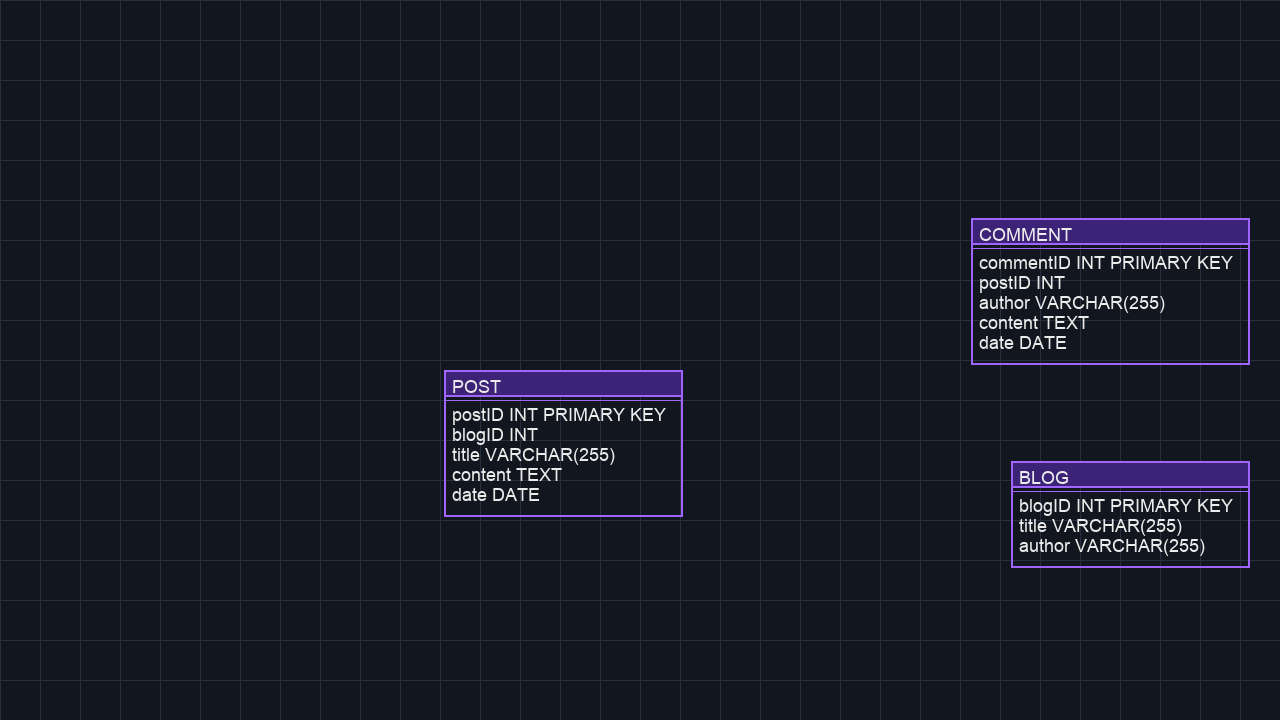 COMMENT
commentID INT PRIMARY KEY
postID INT
author VARCHAR(255)
content TEXT
date DATE
POST
postID INT PRIMARY KEY
blogID INT
title VARCHAR(255)
content TEXT
date DATE
BLOG
blogID INT PRIMARY KEY
title VARCHAR(255)
author VARCHAR(255)